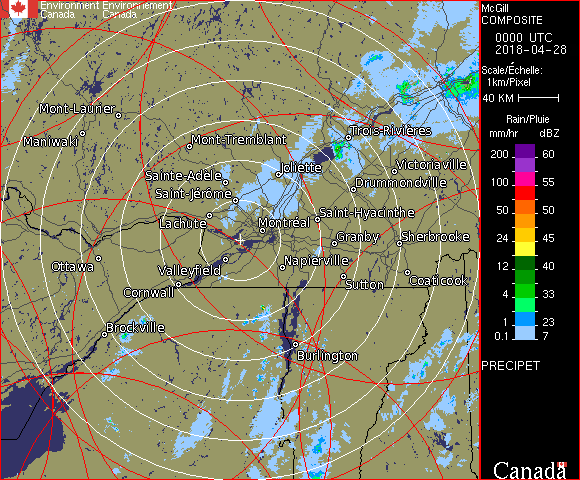 Environment Environnement
Canada Canada
McGill
COMPOSITE
0000 UTC
2018-04-28
Scale/Échelle:
1km/Pixel
40 KM
Rain/Pluie
mm/hr dBZ
200 60
100 55
50 50
24 45
12 40
4 33
1 23
0.1 7
PRECIPET
Canada
Mont-Laurier
Maniwaki
Mont-Tremblant
Trois-Rivières
Sainte-Adèle
Joliette
Victoriaville
Saint-Jérôme
Drummondville
Lachute
Montréal
Saint-Hyacinthe
Granby
Sherbrooke
Ottawa
Valleyfield
Napierville
Cornwall
Sutton
Coaticook
Brockville
Burlington